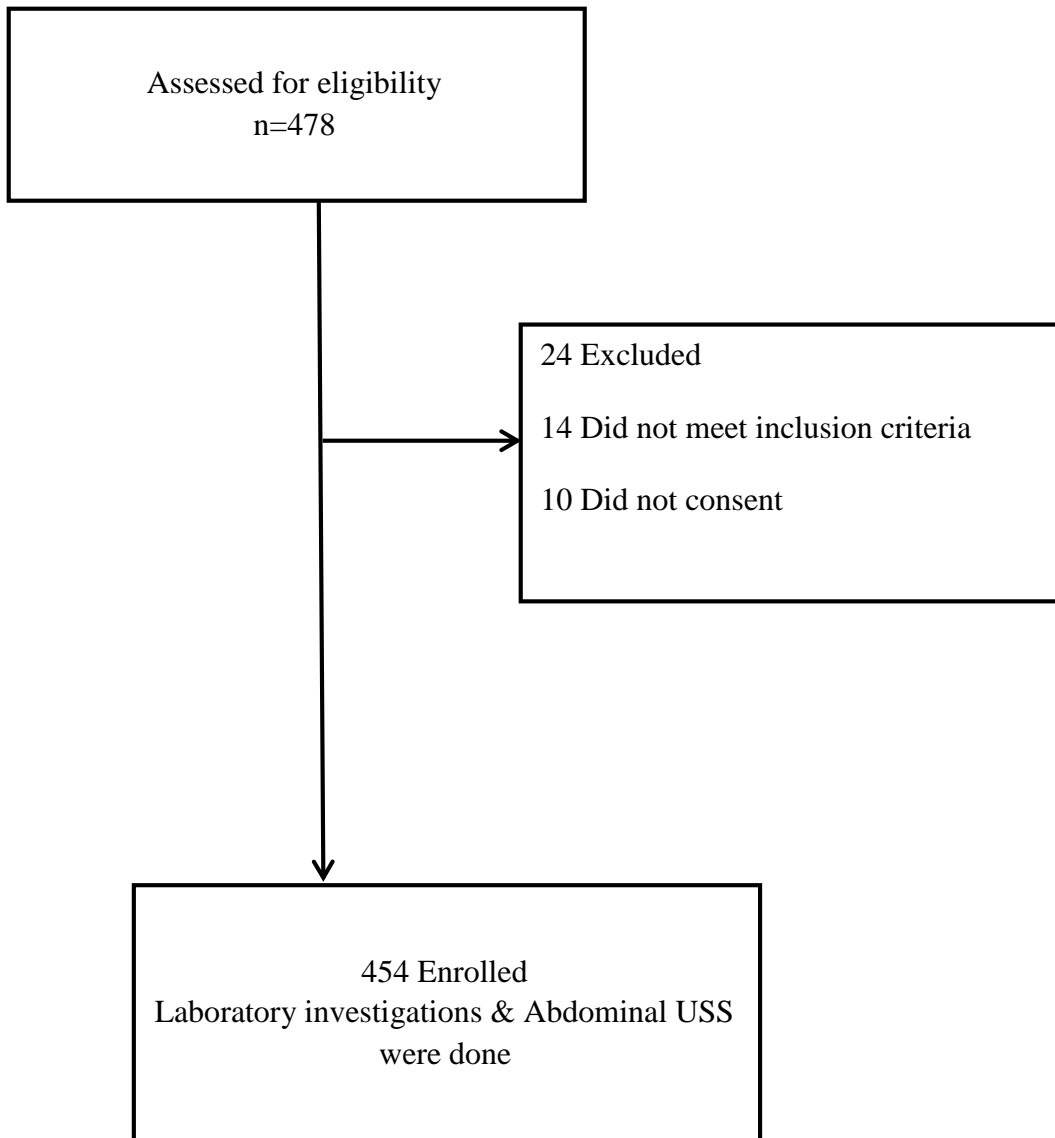 Assessed for eligibility
n=478
24 Excluded
14 Did not meet inclusion criteria
10 Did not consent
454 Enrolled
Laboratory investigations & Abdominal USS
were done